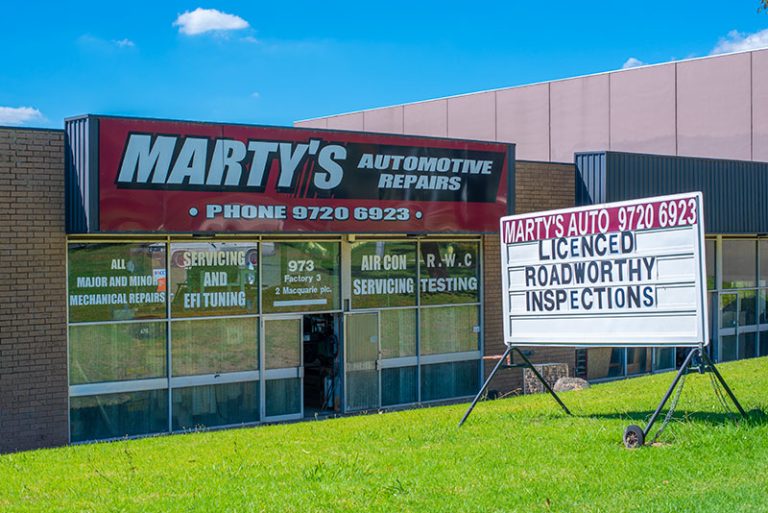 MARTY'S AUTOMOTIVE
REPAIRS
• PHONE 9720 6923 •
ALL
MAJOR AND MINOR
MECHANICAL REPAIRS
SERVICING
AND
EFI TUNING
973
Factory 3
2 Macquarie plc.
AIR CON
SERVICING
R.W.C
TESTING
MARTY'S AUTO 9720 6923
LICENCED
ROADWORTHY
INSPECTIONS